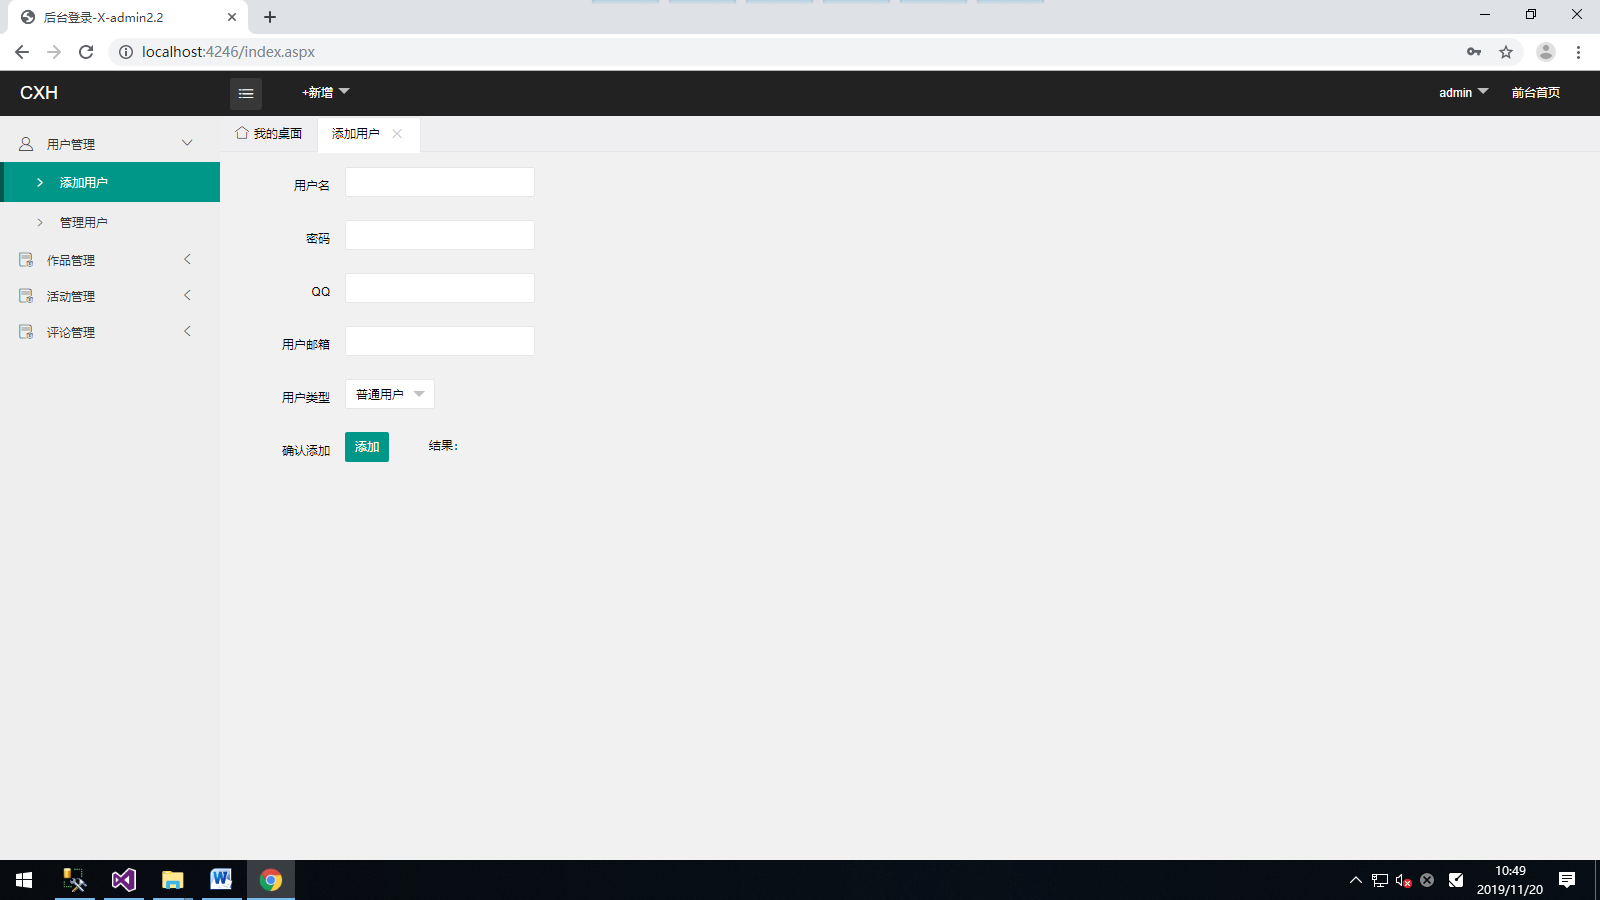 后台登录-X-admin2.2
localhost:4246/index.aspx
CXH
+新增
admin
前台首页
用户管理
添加用户
管理用户
作品管理
活动管理
评论管理
我的桌面
添加用户
用户名
密码
QQ
用户邮箱
用户类型
普通用户
确认添加
添加
结果：
10:49
2019/11/20